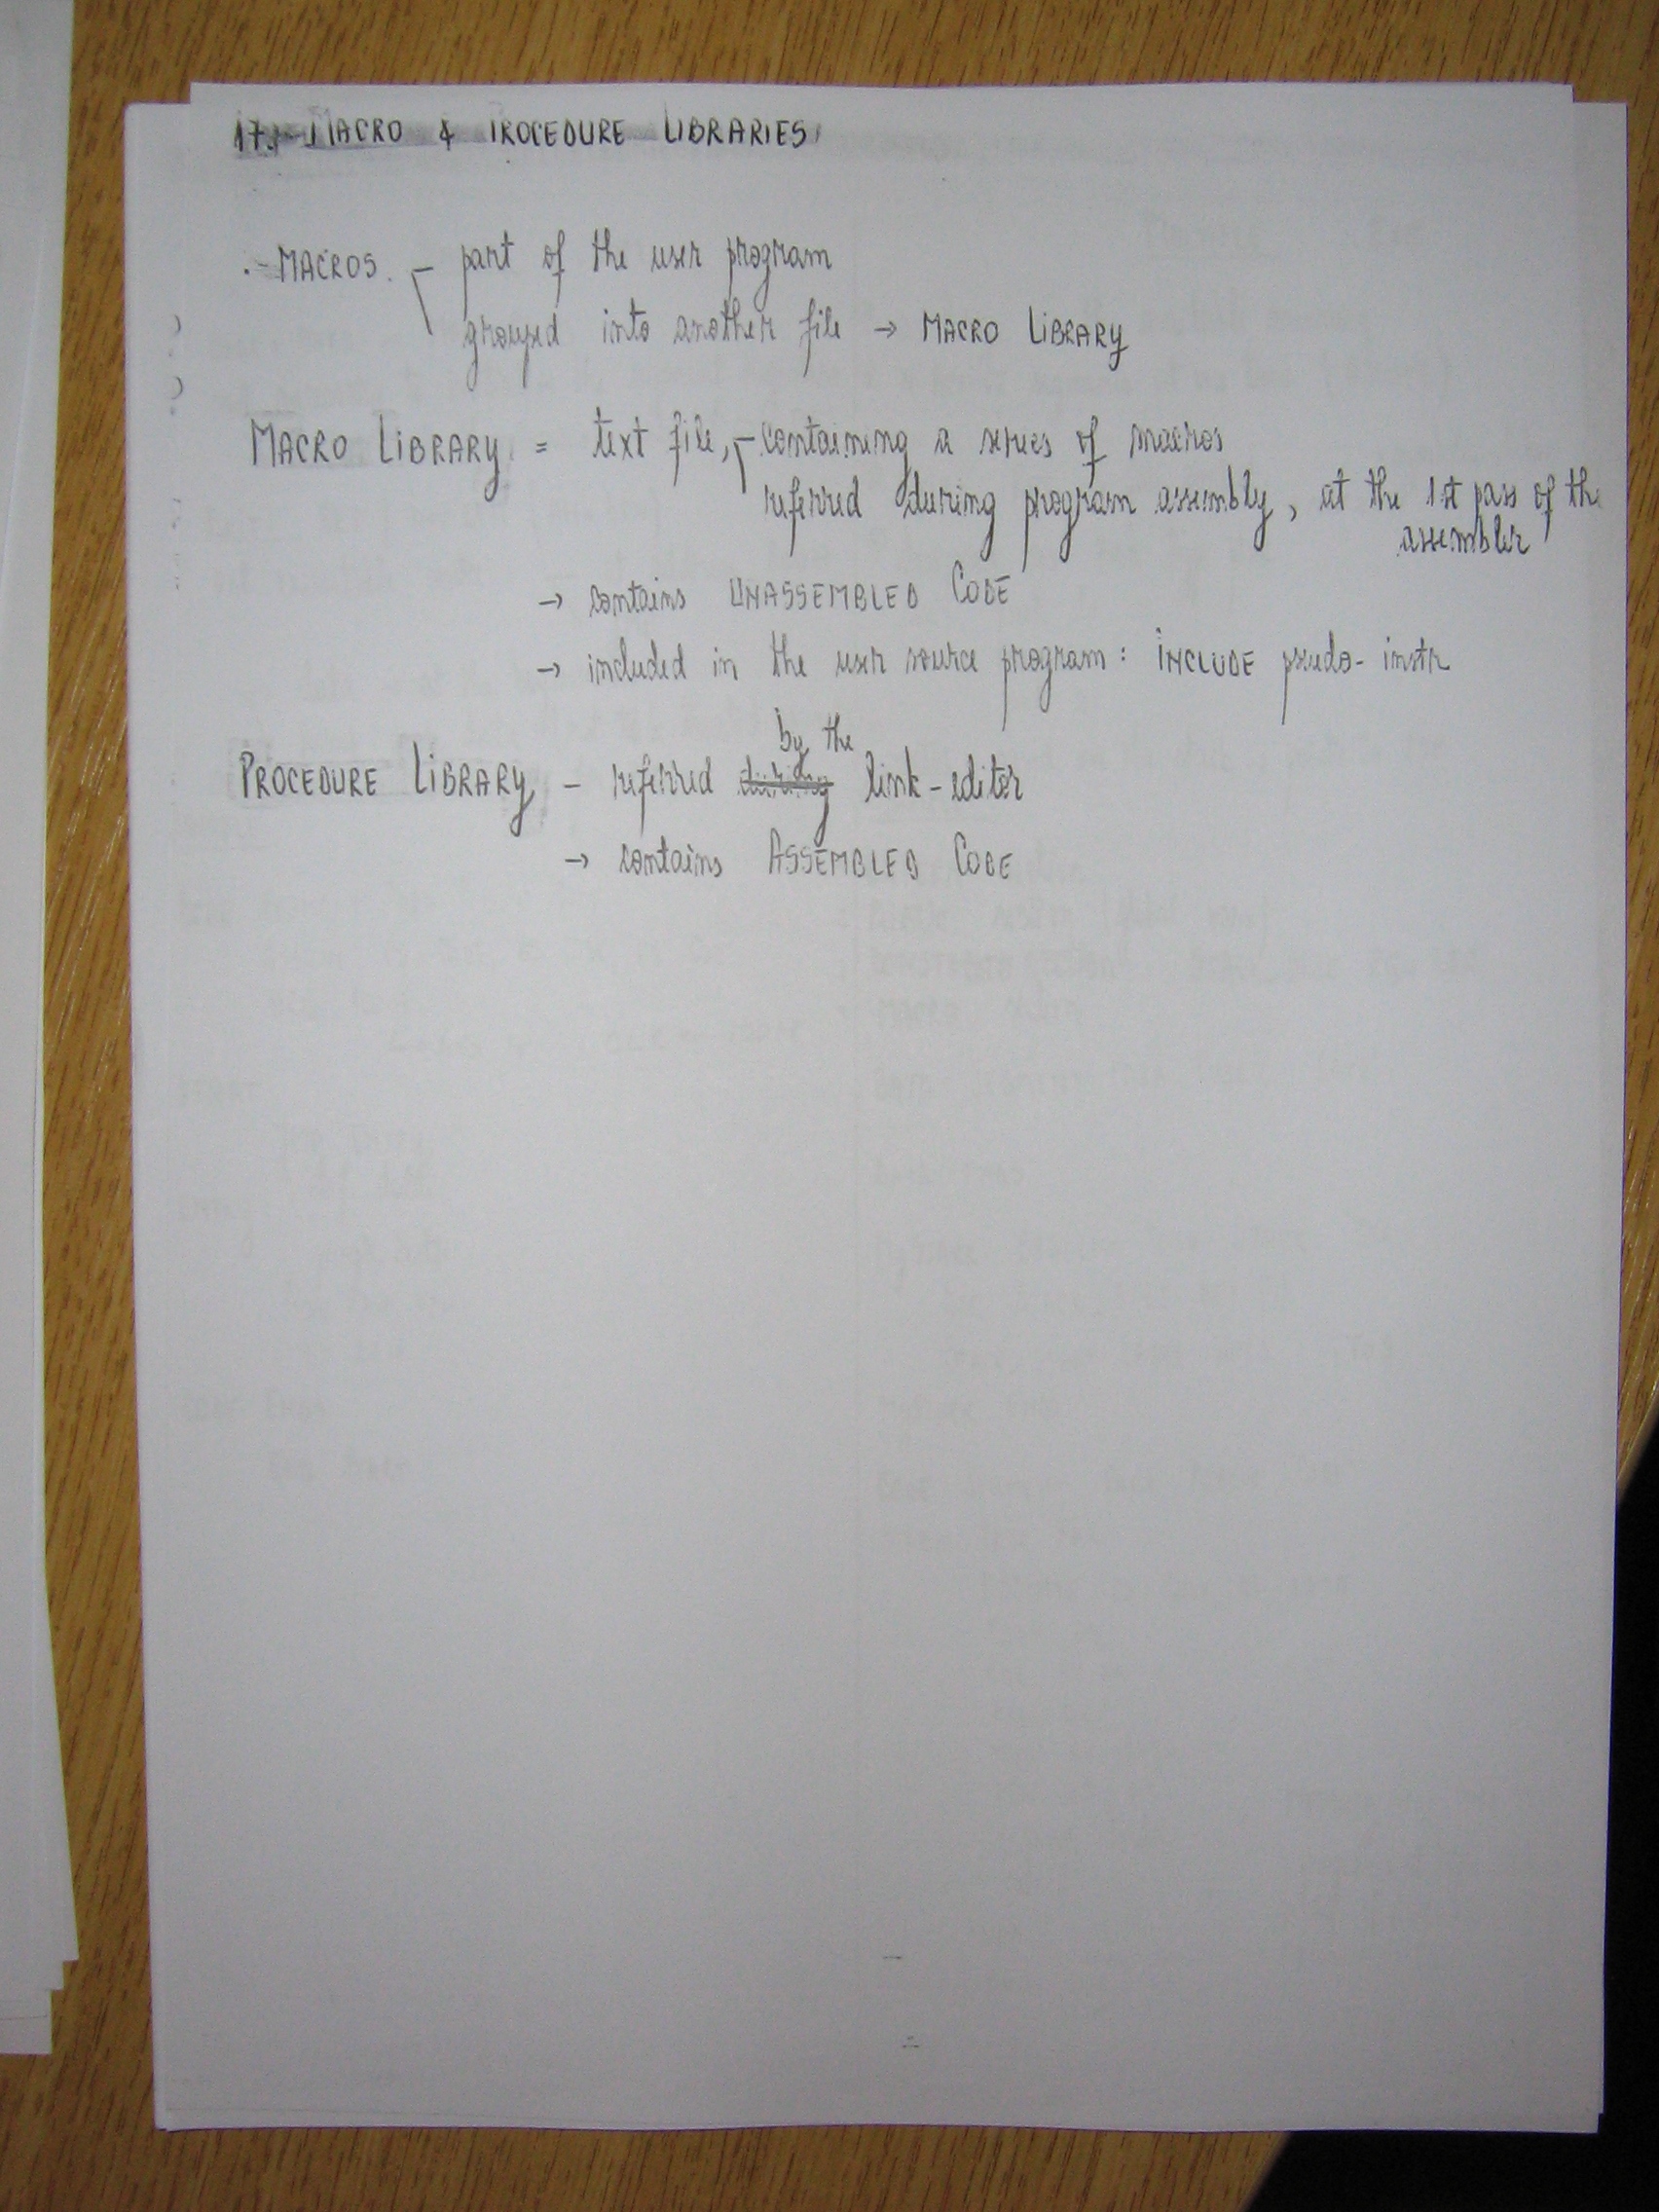 17. MACRO & PROCEDURE LIBRARIES
- MACROS - part of the user program
grouped into another file → MACRO LIBRARY
MACRO LIBRARY = text file, - containing a series of macros
referred during program assembly, at the 1st pass of the
assembler
→ contains UNASSEMBLED CODE
→ included in the user source program: INCLUDE pseudo-instr
by the
PROCEDURE LIBRARY - referred during link-editor
→ contains ASSEMBLED CODE